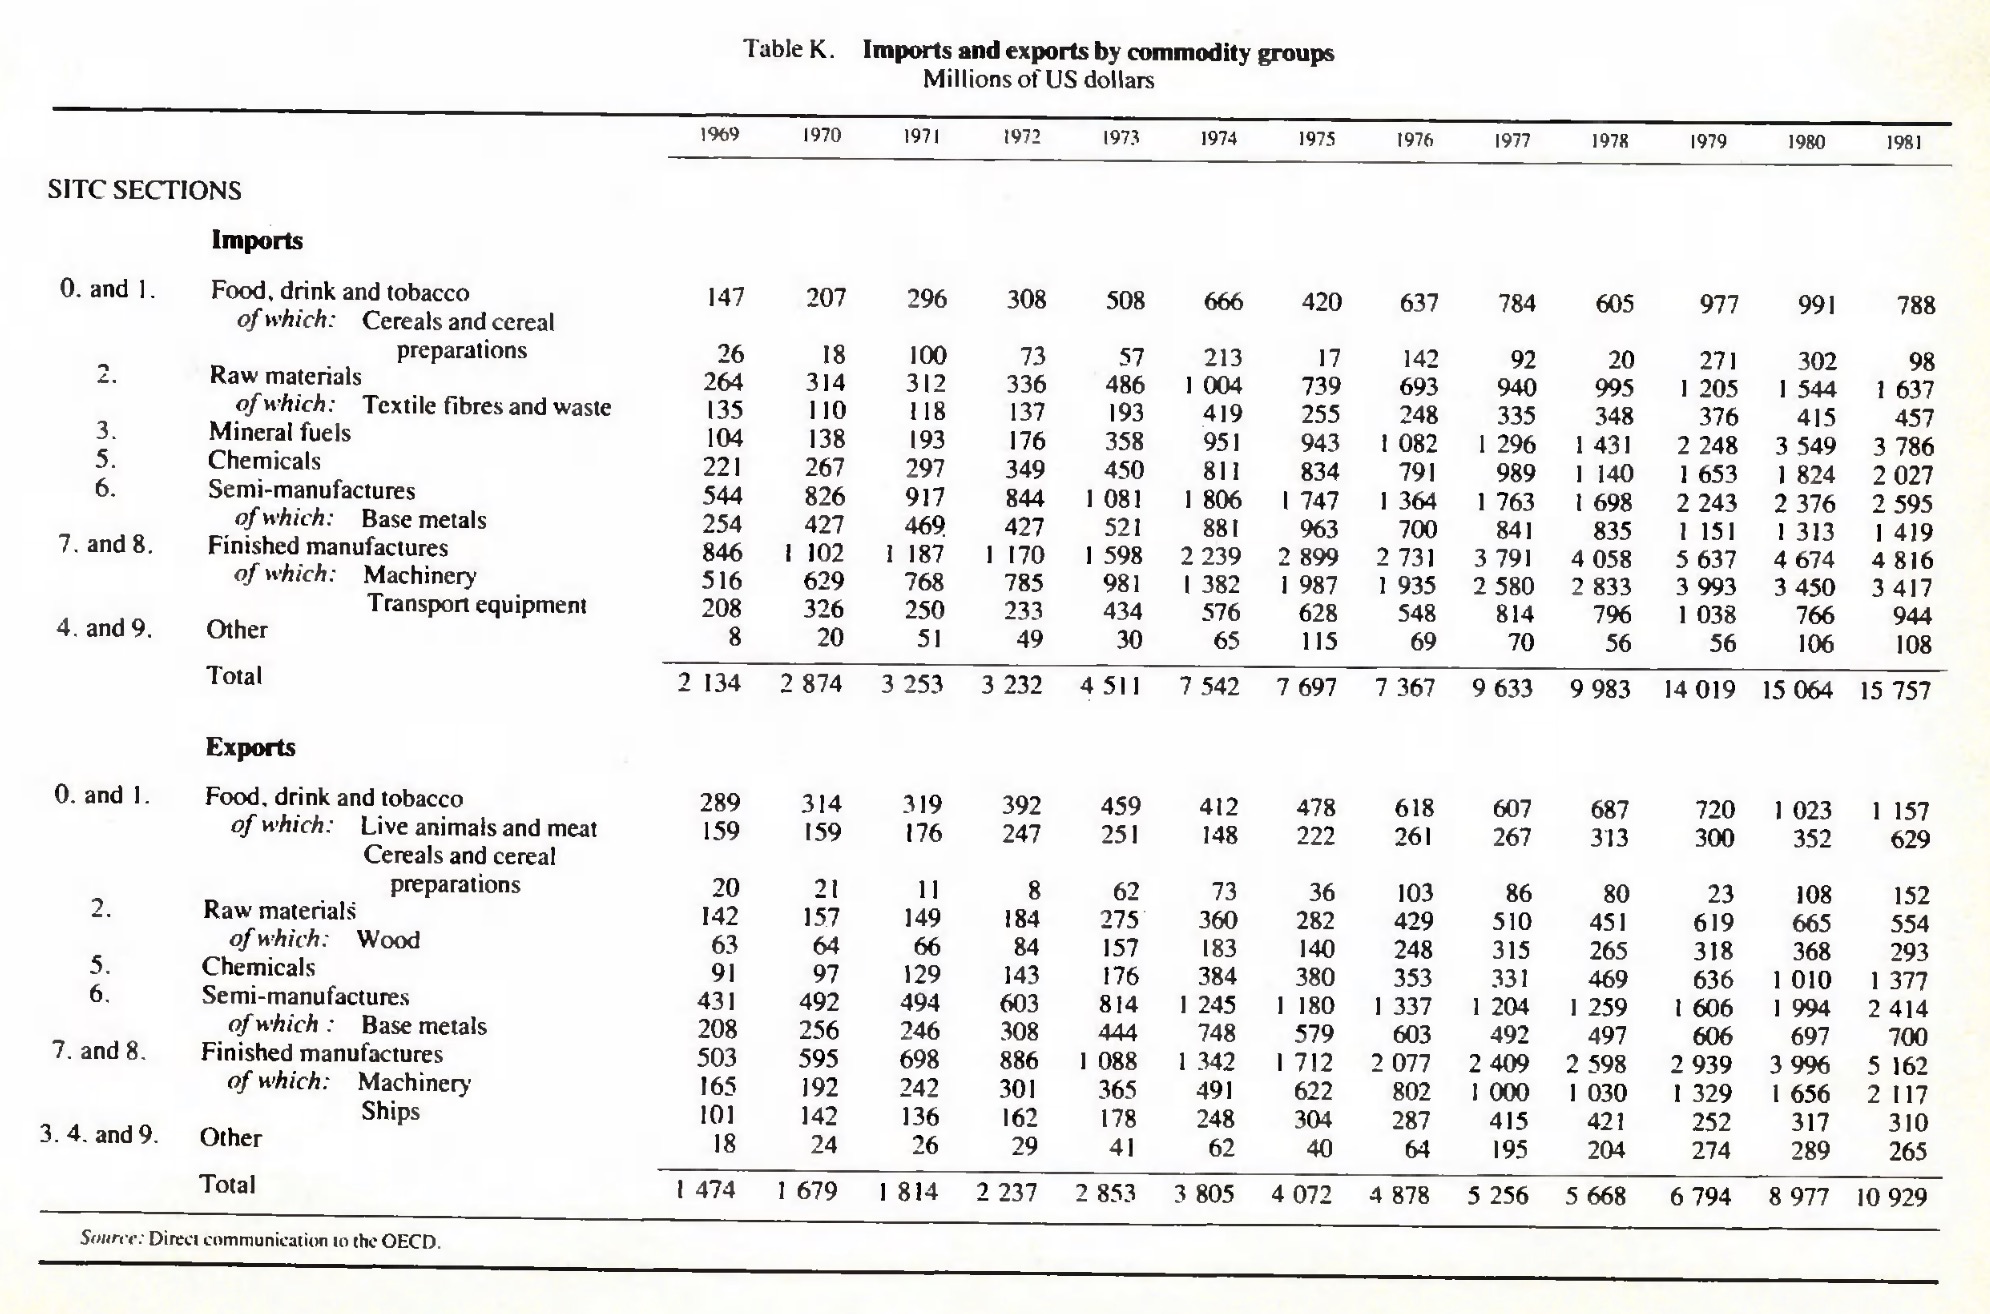 Table K. Imports and exports by commodity groups
Millions of US dollars
1969 1970 1971 1972 1973 1974 1975 1976 1977 1978 1979 1980 1981
SITC SECTIONS
Imports
0. and 1. Food, drink and tobacco 147 207 296 308 508 666 420 637 784 605 977 991 788
of which: Cereals and cereal
preparations 26 18 100 73 57 213 17 142 92 20 271 302 98
2. Raw materials 264 314 312 336 486 1 004 739 693 940 995 1 205 1 544 1 637
of which: Textile fibres and waste 135 110 118 137 193 419 255 248 335 348 376 415 457
3. Mineral fuels 104 138 193 176 358 951 943 1 082 1 296 1 431 2 248 3 549 3 786
5. Chemicals 221 267 297 349 450 811 834 791 989 1 140 1 653 1 824 2 027
6. Semi-manufactures 544 826 917 844 1 081 1 806 1 747 1 364 1 763 1 698 2 243 2 376 2 595
of which: Base metals 254 427 469 427 521 881 963 700 841 835 1 151 1 313 1 419
7. and 8. Finished manufactures 846 1 102 1 187 1 170 1 598 2 239 2 899 2 731 3 791 4 058 5 637 4 674 4 816
of which: Machinery 516 629 768 785 981 1 382 1 987 1 935 2 580 2 833 3 993 3 450 3 417
Transport equipment 208 326 250 233 434 576 628 548 814 796 1 038 766 944
4. and 9. Other 8 20 51 49 30 65 115 69 70 56 56 106 108
Total 2 134 2 874 3 253 3 232 4 511 7 542 7 697 7 367 9 633 9 983 14 019 15 064 15 757
Exports
0. and 1. Food, drink and tobacco 289 314 319 392 459 412 478 618 607 687 720 1 023 1 157
of which: Live animals and meat 159 159 176 247 251 148 222 261 267 313 300 352 629
Cereals and cereal
preparations 20 21 11 8 62 73 36 103 86 80 23 108 152
2. Raw materials 142 157 149 184 275 360 282 429 510 451 619 665 554
of which: Wood 63 64 66 84 157 183 140 248 315 265 318 368 293
5. Chemicals 91 97 129 143 176 384 380 353 331 469 636 1 010 1 377
6. Semi-manufactures 431 492 494 603 814 1 245 1 180 1 337 1 204 1 259 1 606 1 994 2 414
of which : Base metals 208 256 246 308 444 748 579 603 492 497 606 697 700
7. and 8. Finished manufactures 503 595 698 886 1 088 1 342 1 712 2 077 2 409 2 598 2 939 3 996 5 162
of which: Machinery 165 192 242 301 365 491 622 802 1 000 1 030 1 329 1 656 2 117
Ships 101 142 136 162 178 248 304 287 415 421 252 317 310
3. 4. and 9. Other 18 24 26 29 41 62 40 64 195 204 274 289 265
Total 1 474 1 679 1 814 2 237 2 853 3 805 4 072 4 878 5 256 5 668 6 794 8 977 10 929
Source: Direct communication to the OECD.